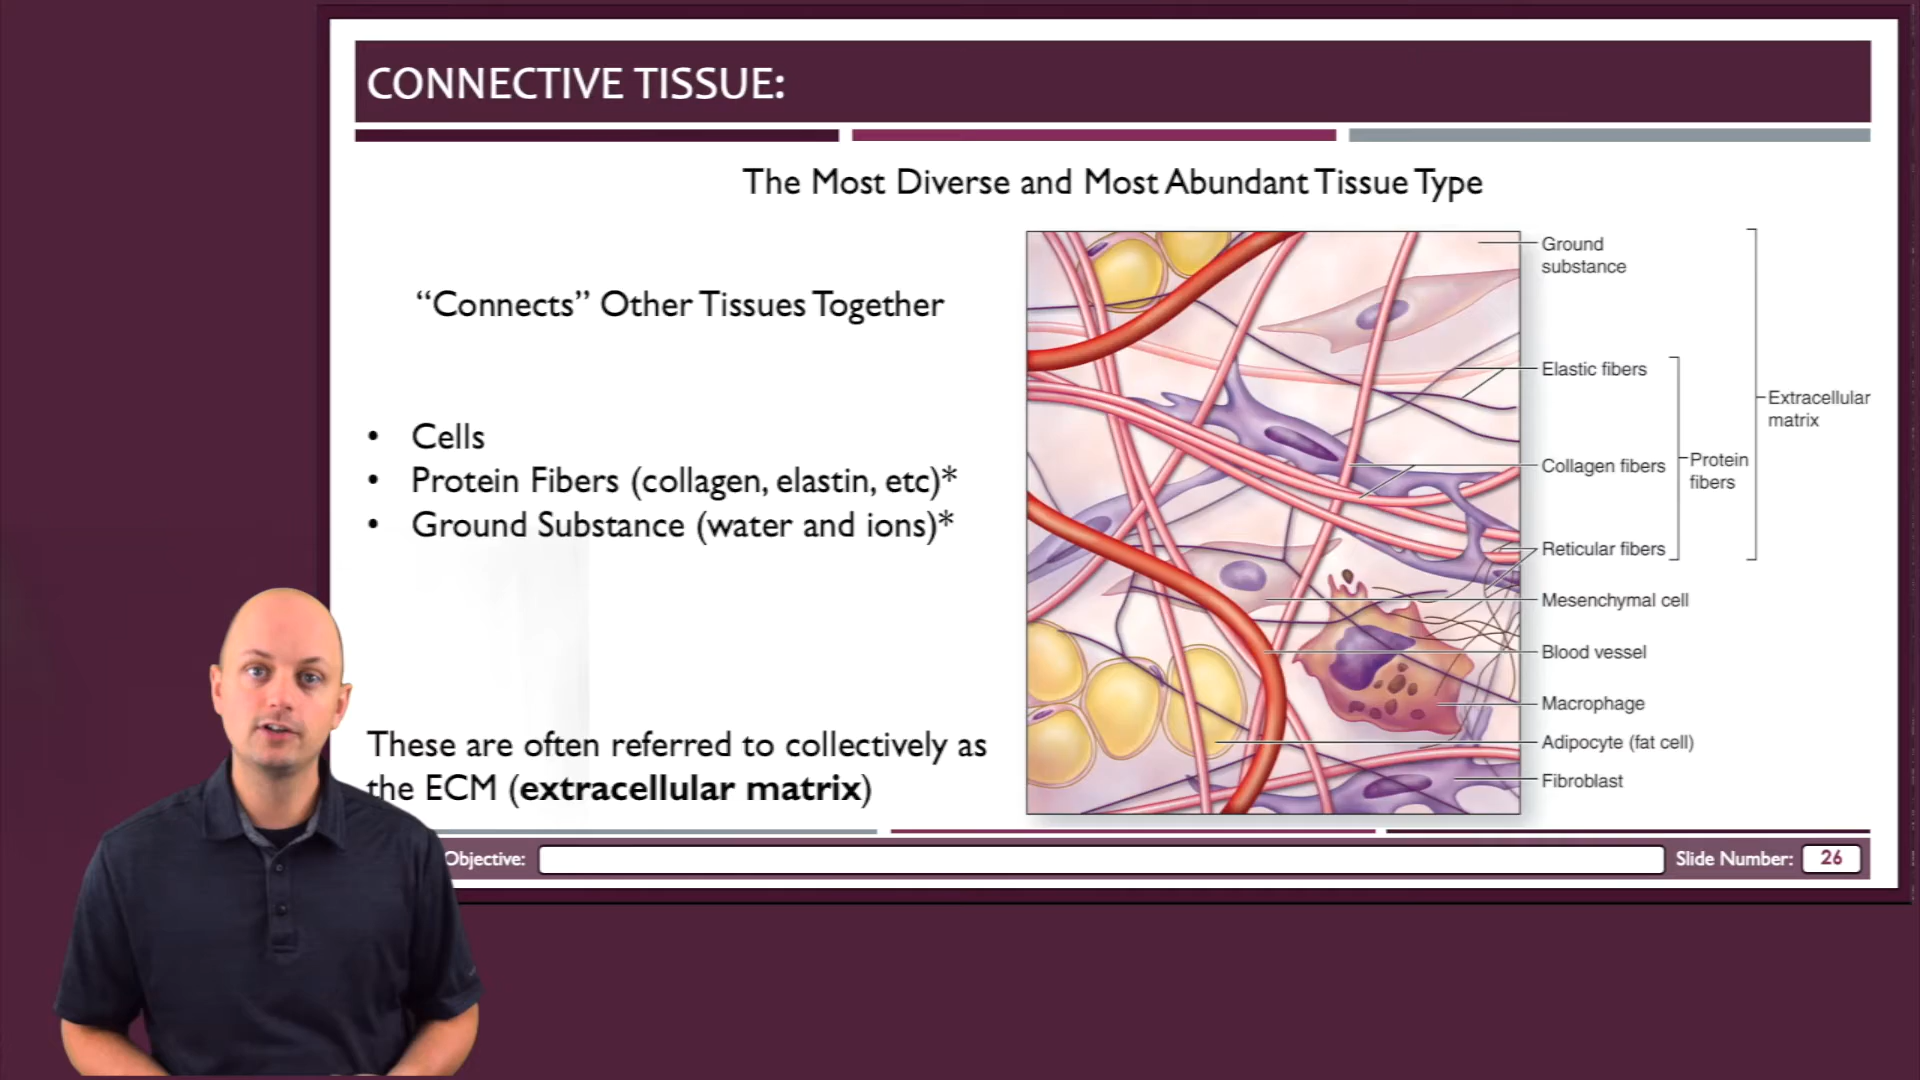 CONNECTIVE TISSUE:
The Most Diverse and Most Abundant Tissue Type
“Connects” Other Tissues Together
• Cells
• Protein Fibers (collagen, elastin, etc)*
• Ground Substance (water and ions)*
These are often referred to collectively as
the ECM (extracellular matrix)
Ground
substance
Elastic fibers
Collagen fibers
Reticular fibers
Protein
fibers
Extracellular
matrix
Mesenchymal cell
Blood vessel
Macrophage
Adipocyte (fat cell)
Fibroblast
Objective:
Slide Number: 26